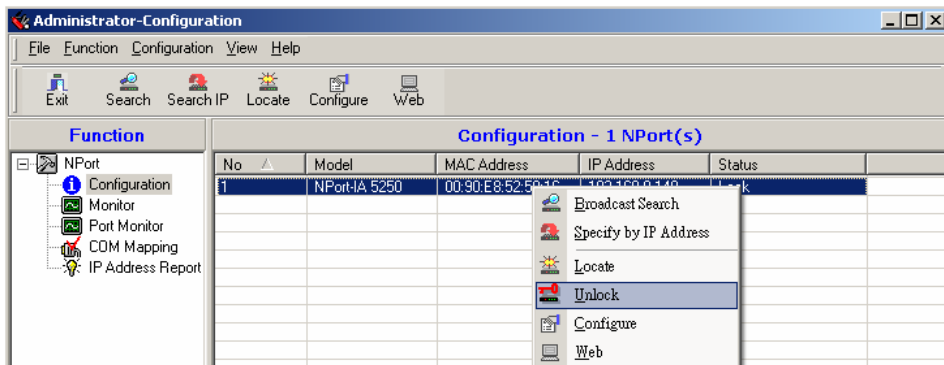 Administrator-Configuration
File Function Configuration View Help
Exit Search Search IP Locate Configure Web
Function
Configuration - 1 NPort(s)
NPort
Configuration
Monitor
Port Monitor
COM Mapping
IP Address Report
No Model MAC Address IP Address Status
1 NPort-IA 5250 Lock
Broadcast Search
Specify by IP Address
Locate
Unlock
Configure
Web